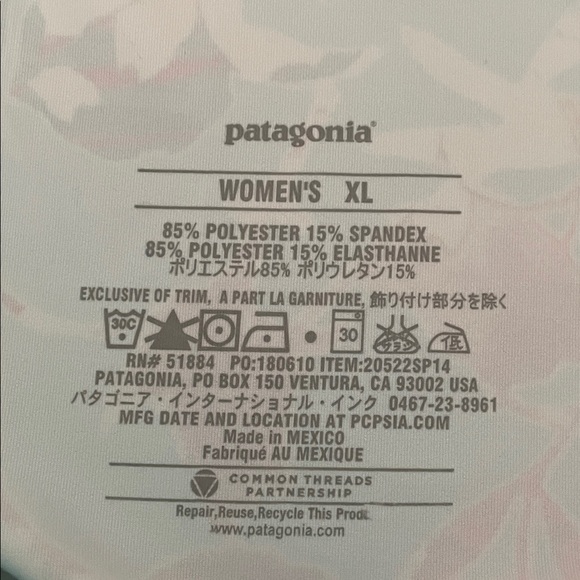 patagonia®
WOMEN'S XL
85% POLYESTER 15% SPANDEX
85% POLYESTER 15% ELASTHANNE
ポリエステル85% ポリウレタン15%
EXCLUSIVE OF TRIM, A PART LA GARNITURE, 飾り付け部分を除く
30C 30 サラシ 低
RN# 51884 PO:180610 ITEM:20522SP14
PATAGONIA, PO BOX 150 VENTURA, CA 93002 USA
パタゴニア・インターナショナル・インク 0467-23-8961
MFG DATE AND LOCATION AT PCPSIA.COM
Made in MEXICO
Fabriqué AU MEXIQUE
COMMON THREADS
PARTNERSHIP
Repair,Reuse,Recycle This
www.patagonia.com